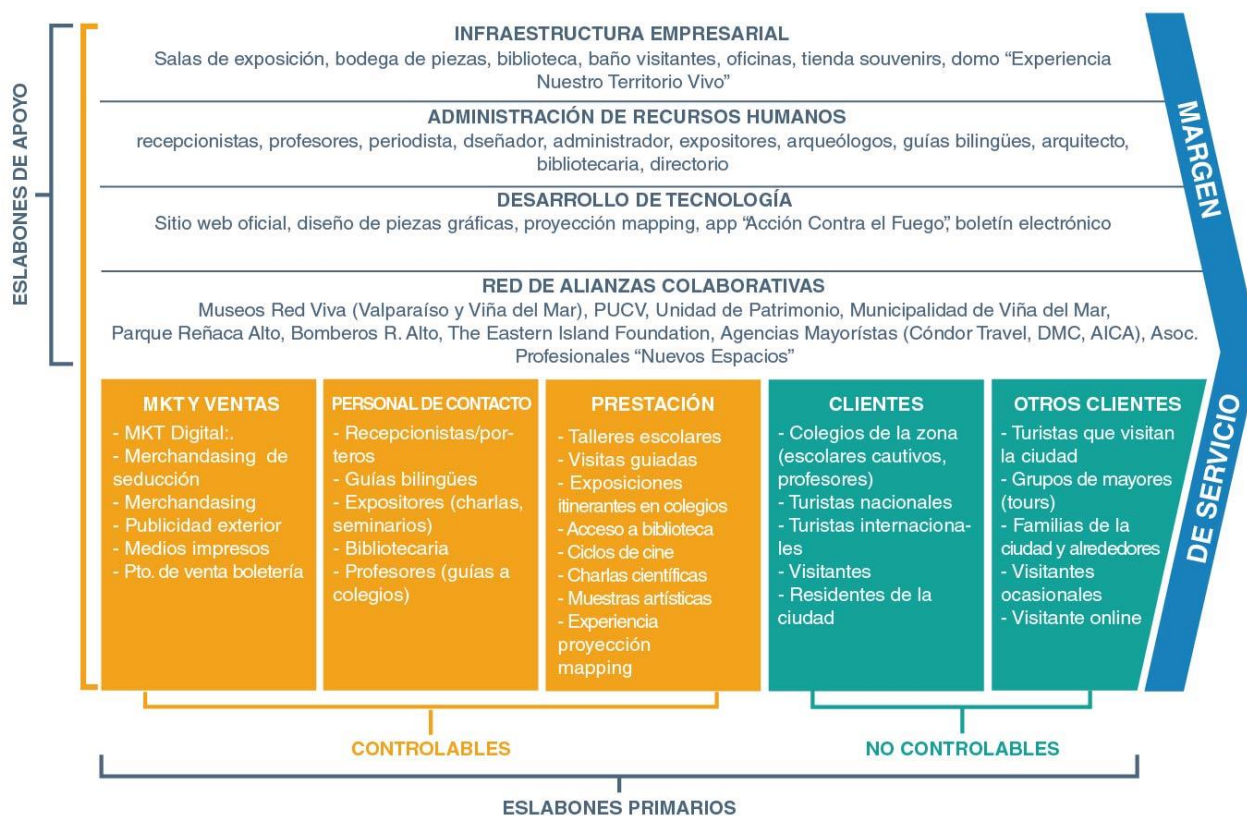 ESLABONES DE APOYO
INFRAESTRUCTURA EMPRESARIAL
Salas de exposición, bodega de piezas, biblioteca, baño visitantes, oficinas, tienda souvenirs, domo “Experiencia
Nuestro Territorio Vivo”
ADMINISTRACIÓN DE RECURSOS HUMANOS
recepcionistas, profesores, periodista, dseñador, administrador, expositores, arqueólogos, guías bilingües, arquitecto,
bibliotecaria, directorio
DESARROLLO DE TECNOLOGÍA
Sitio web oficial, diseño de piezas gráficas, proyección mapping, app “Acción Contra el Fuego”, boletín electrónico
RED DE ALIANZAS COLABORATIVAS
Museos Red Viva (Valparaíso y Viña del Mar), PUCV, Unidad de Patrimonio, Municipalidad de Viña del Mar,
Parque Reñaca Alto, Bomberos R. Alto, The Eastern Island Foundation, Agencias Mayorístas (Cóndor Travel, DMC, AICA), Asoc.
Profesionales “Nuevos Espacios”
MKT Y VENTAS
- MKT Digital:.
- Merchandasing de
seducción
- Merchandasing
- Publicidad exterior
- Medios impresos
- Pto. de venta boletería
PERSONAL DE CONTACTO
- Recepcionistas/por-
teros
- Guías bilingües
- Expositores (charlas,
seminarios)
- Bibliotecaria
- Profesores (guías a
colegios)
PRESTACIÓN
- Talleres escolares
- Visitas guiadas
- Exposiciones
itinerantes en colegios
- Acceso a biblioteca
- Ciclos de cine
- Charlas científicas
- Muestras artísticas
- Experiencia
proyección
mapping
CLIENTES
- Colegios de la zona
(escolares cautivos,
profesores)
- Turistas nacionales
- Turistas internaciona-
les
- Visitantes
- Residentes de la
ciudad
OTROS CLIENTES
- Turistas que visitan
la ciudad
- Grupos de mayores
(tours)
- Familias de la
ciudad y alrededores
- Visitantes
ocasionales
- Visitante online
MARGEN
DE SERVICIO
CONTROLABLES
NO CONTROLABLES
ESLABONES PRIMARIOS